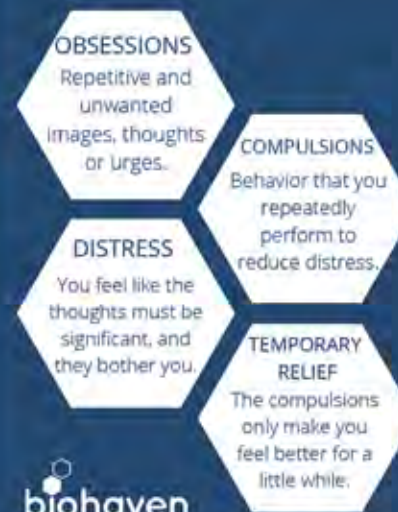 OBSESSIONS
Repetitive and
unwanted
images, thoughts
or urges.
COMPULSIONS
Behavior that you
repeatedly
perform to
reduce distress.
DISTRESS
You feel like the
thoughts must be
significant, and
they bother you.
TEMPORARY
RELIEF
The compulsions
only make you
feel better for a
little while.
biohaven